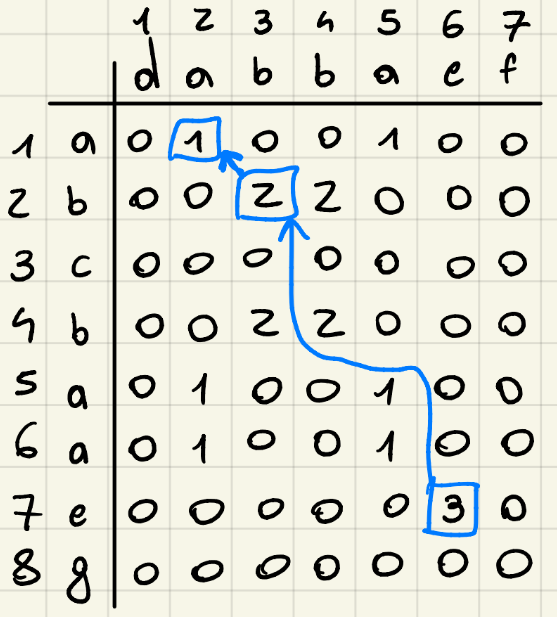 1 2 3 4 5 6 7
d a b b a e f
1 a 0 1 0 0 1 0 0
2 b 0 0 2 2 0 0 0
3 c 0 0 0 0 0 0 0
4 b 0 0 2 2 0 0 0
5 a 0 1 0 0 1 0 0
6 a 0 1 0 0 1 0 0
7 e 0 0 0 0 0 3 0
8 g 0 0 0 0 0 0 0